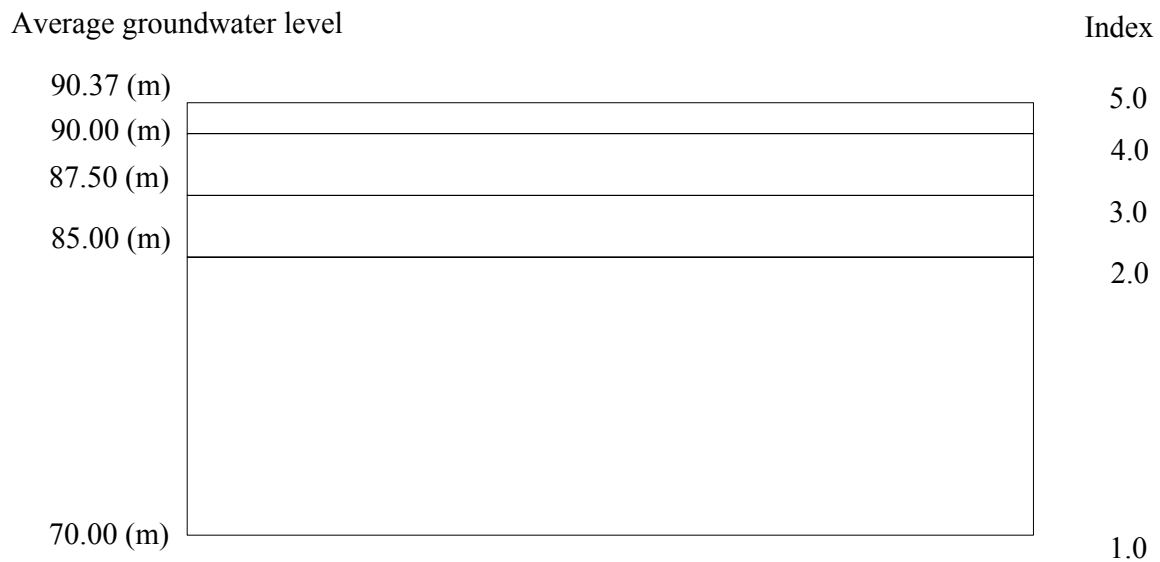 Average groundwater level
Index
90.37 (m)
5.0
90.00 (m)
4.0
87.50 (m)
3.0
85.00 (m)
2.0
70.00 (m)
1.0